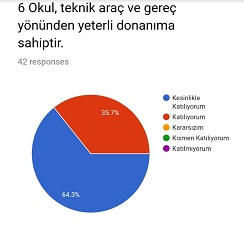 6 Okul, teknik araç ve gereç
yönünden yeterli donanıma
sahiptir.
42 responses
35.7%
64.3%
Kesinlikle
Katılıyorum
Katılıyorum
Kararsızım
Kısmen Katılıyorum
Katılmıyorum